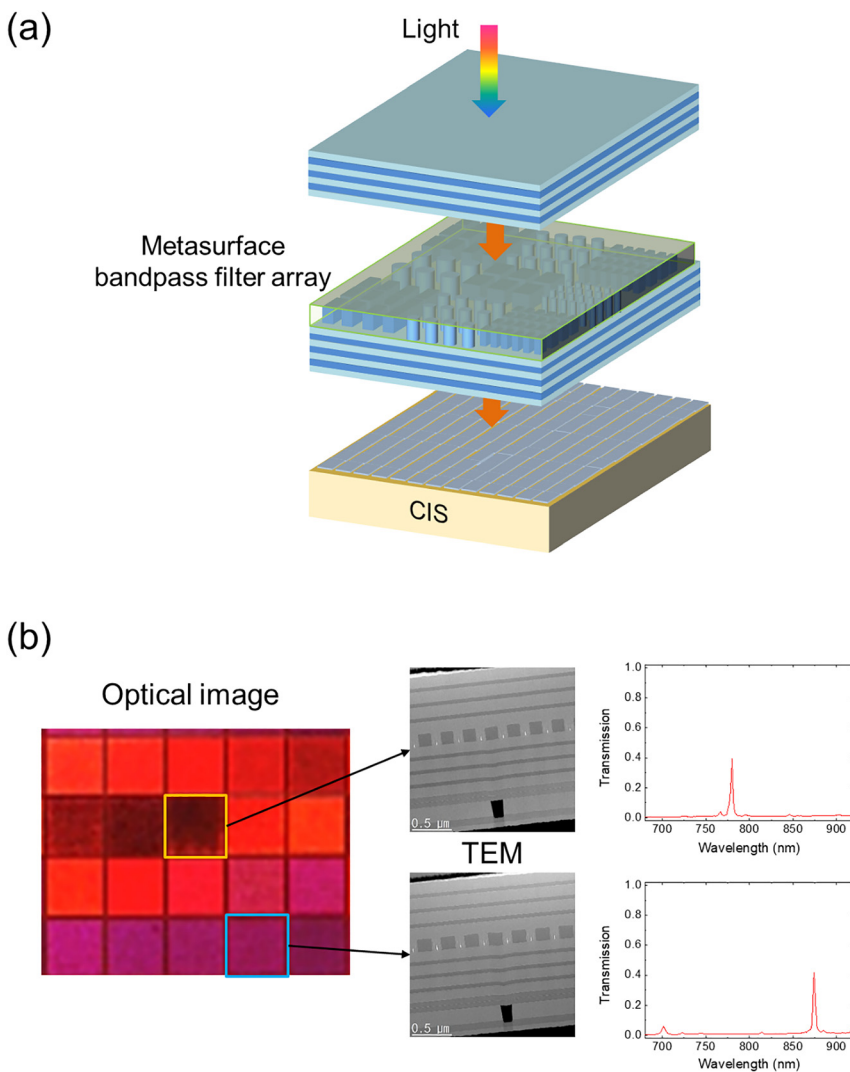 (a)
Light
Metasurface
bandpass filter array
CIS
(b)
Optical image
TEM
0.5 μm
0.5 μm
1.0
0.8
0.6
0.4
0.2
0.0
Transmission
700 750 800 850 900
Wavelength (nm)
1.0
0.8
0.6
0.4
0.2
0.0
Transmission
700 750 800 850 900
Wavelength (nm)